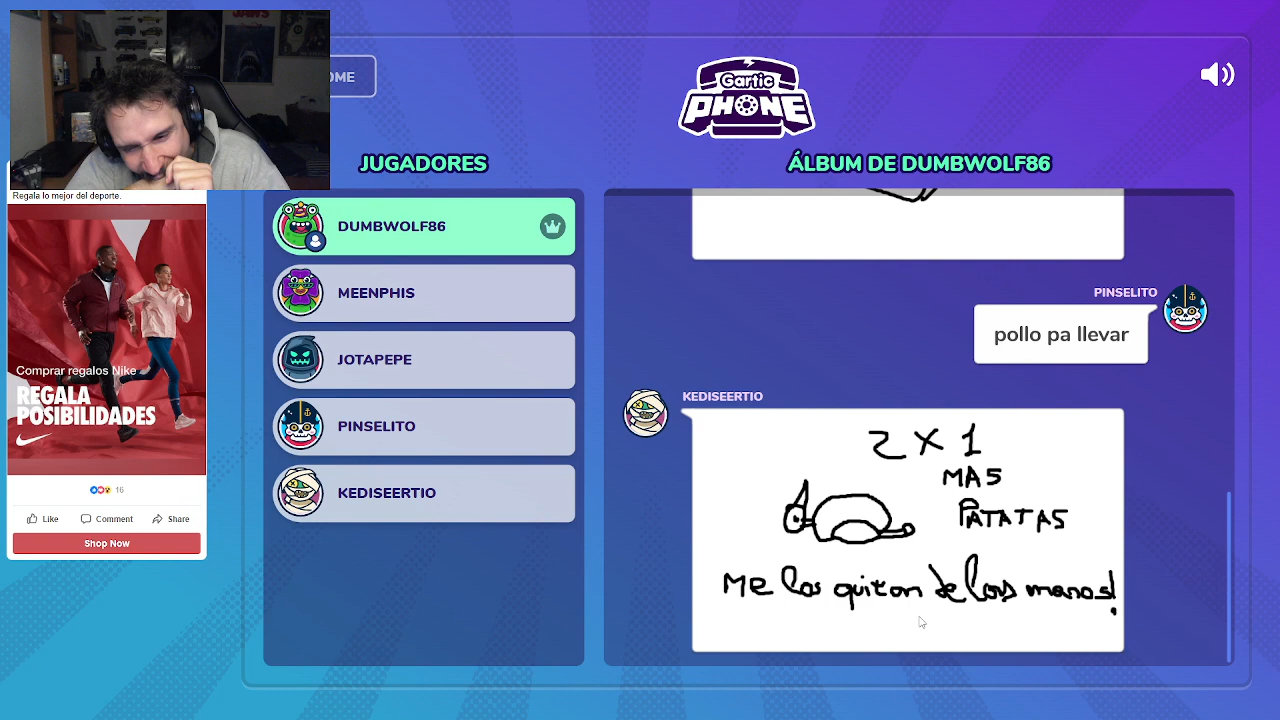 OME
Gartic
PHONE
JUGADORES
ÁLBUM DE DUMBWOLF86
Regala lo mejor del deporte.
DUMBWOLF86
MEENPHIS
JOTAPEPE
PINSELITO
KEDISEERTIO
PINSELITO
pollo pa llevar
KEDISEERTIO
2 X 1
MAS
PATATAS
Me los quiton de las manos!
Comprar regalos Nike
REGALA
POSIBILIDADES
16
Like Comment Share
Shop Now